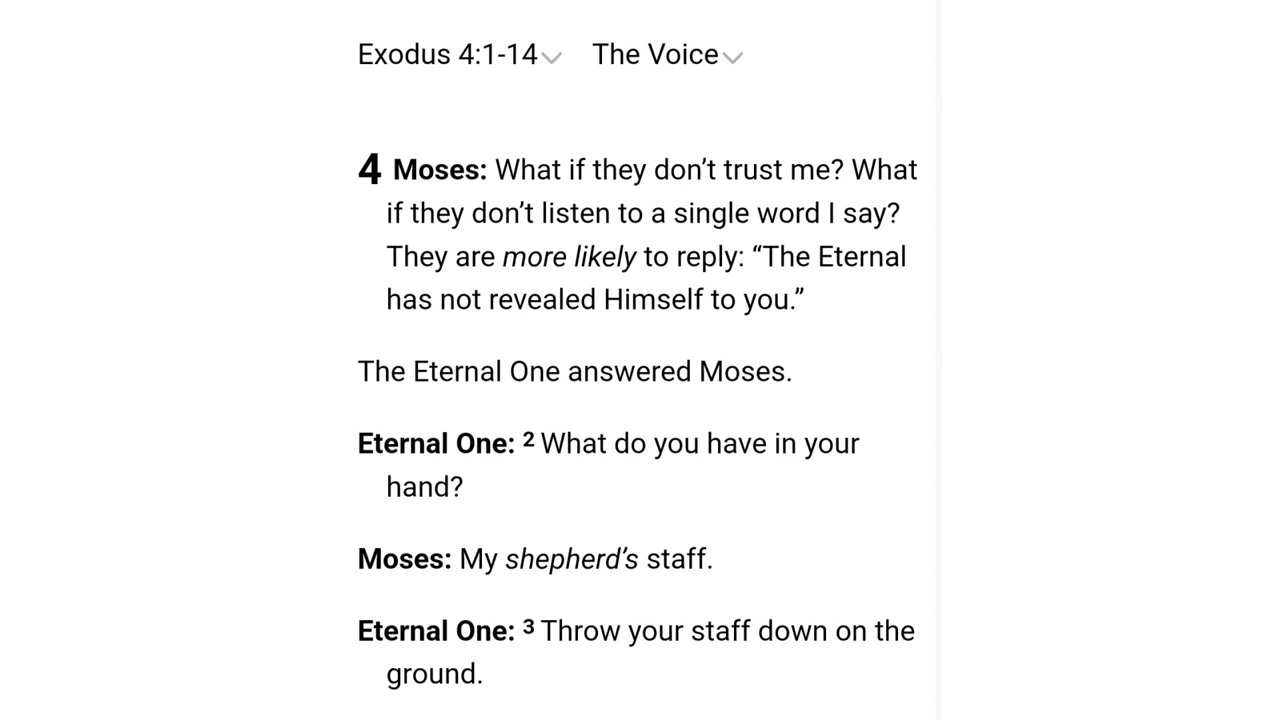 Exodus 4:1-14 The Voice
4 Moses: What if they don’t trust me? What
if they don’t listen to a single word I say?
They are more likely to reply: “The Eternal
has not revealed Himself to you.”
The Eternal One answered Moses.
Eternal One: 2 What do you have in your
hand?
Moses: My shepherd’s staff.
Eternal One: 3 Throw your staff down on the
ground.